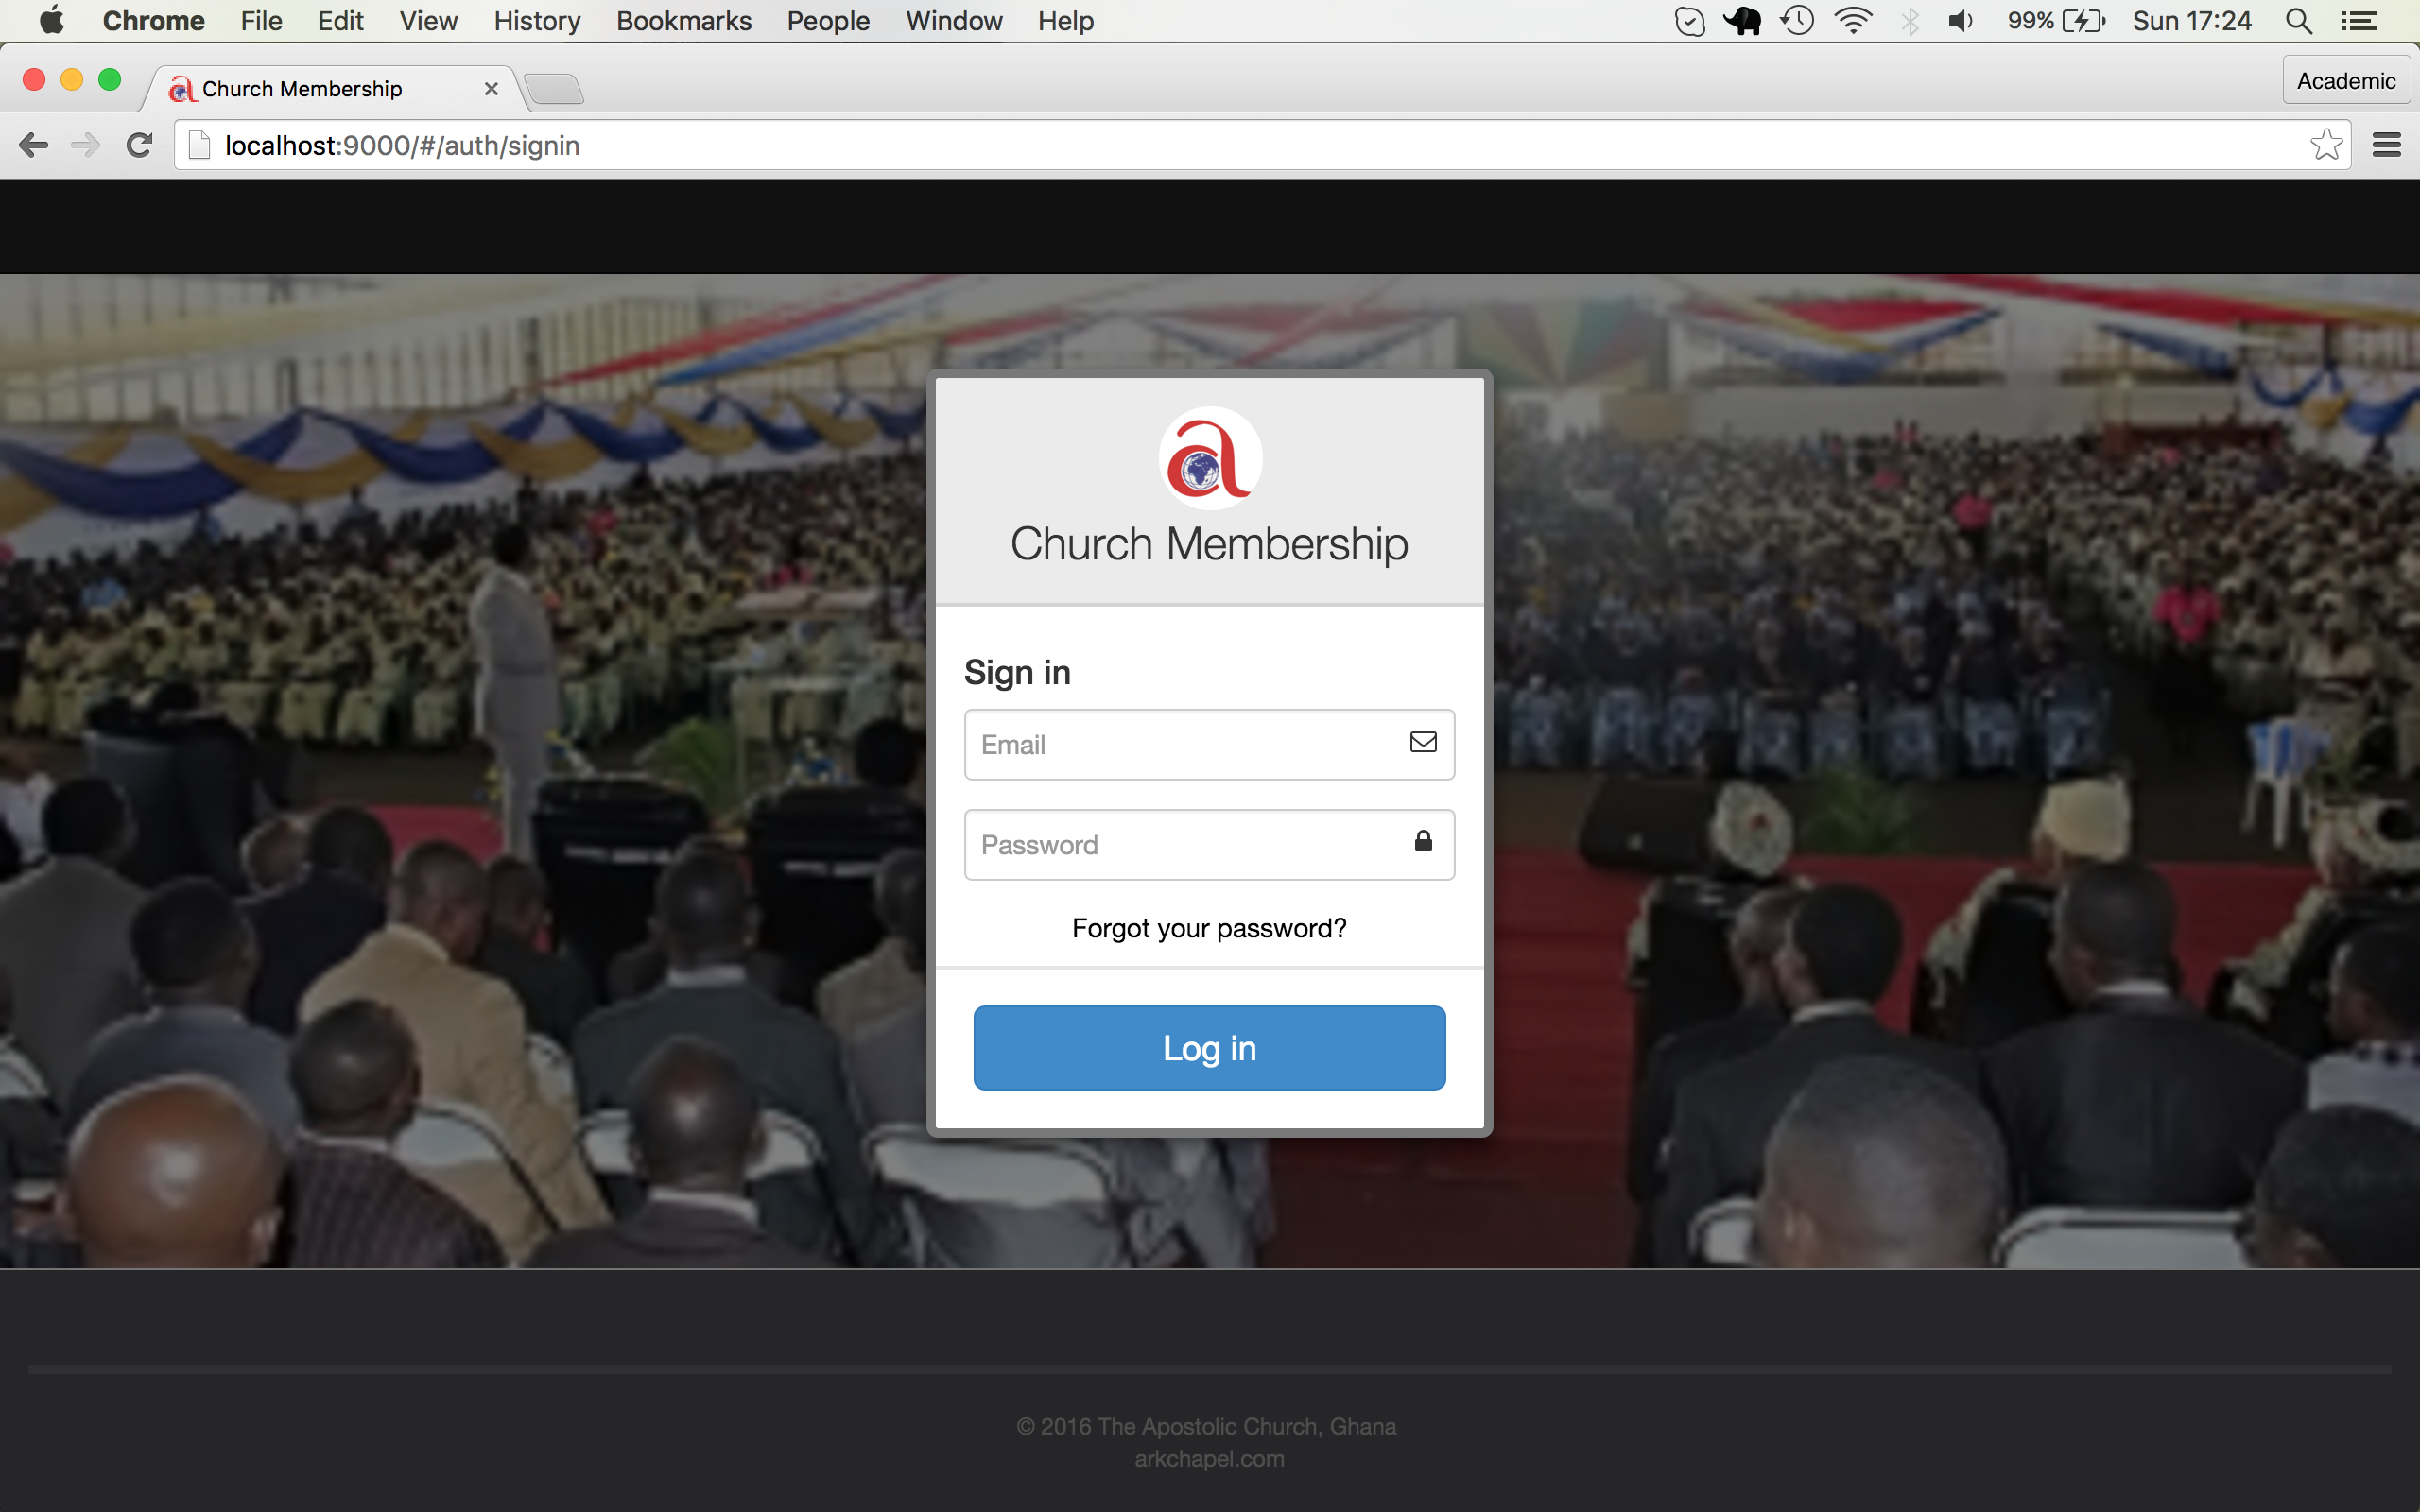 Chrome File Edit View History Bookmarks People Window Help 99% Sun 17:24
Church Membership Academic
localhost:9000/#/auth/signin
a
Church Membership
Sign in
Email
Password
Forgot your password?
Log in
© 2016 The Apostolic Church, Ghana
arkchapel.com